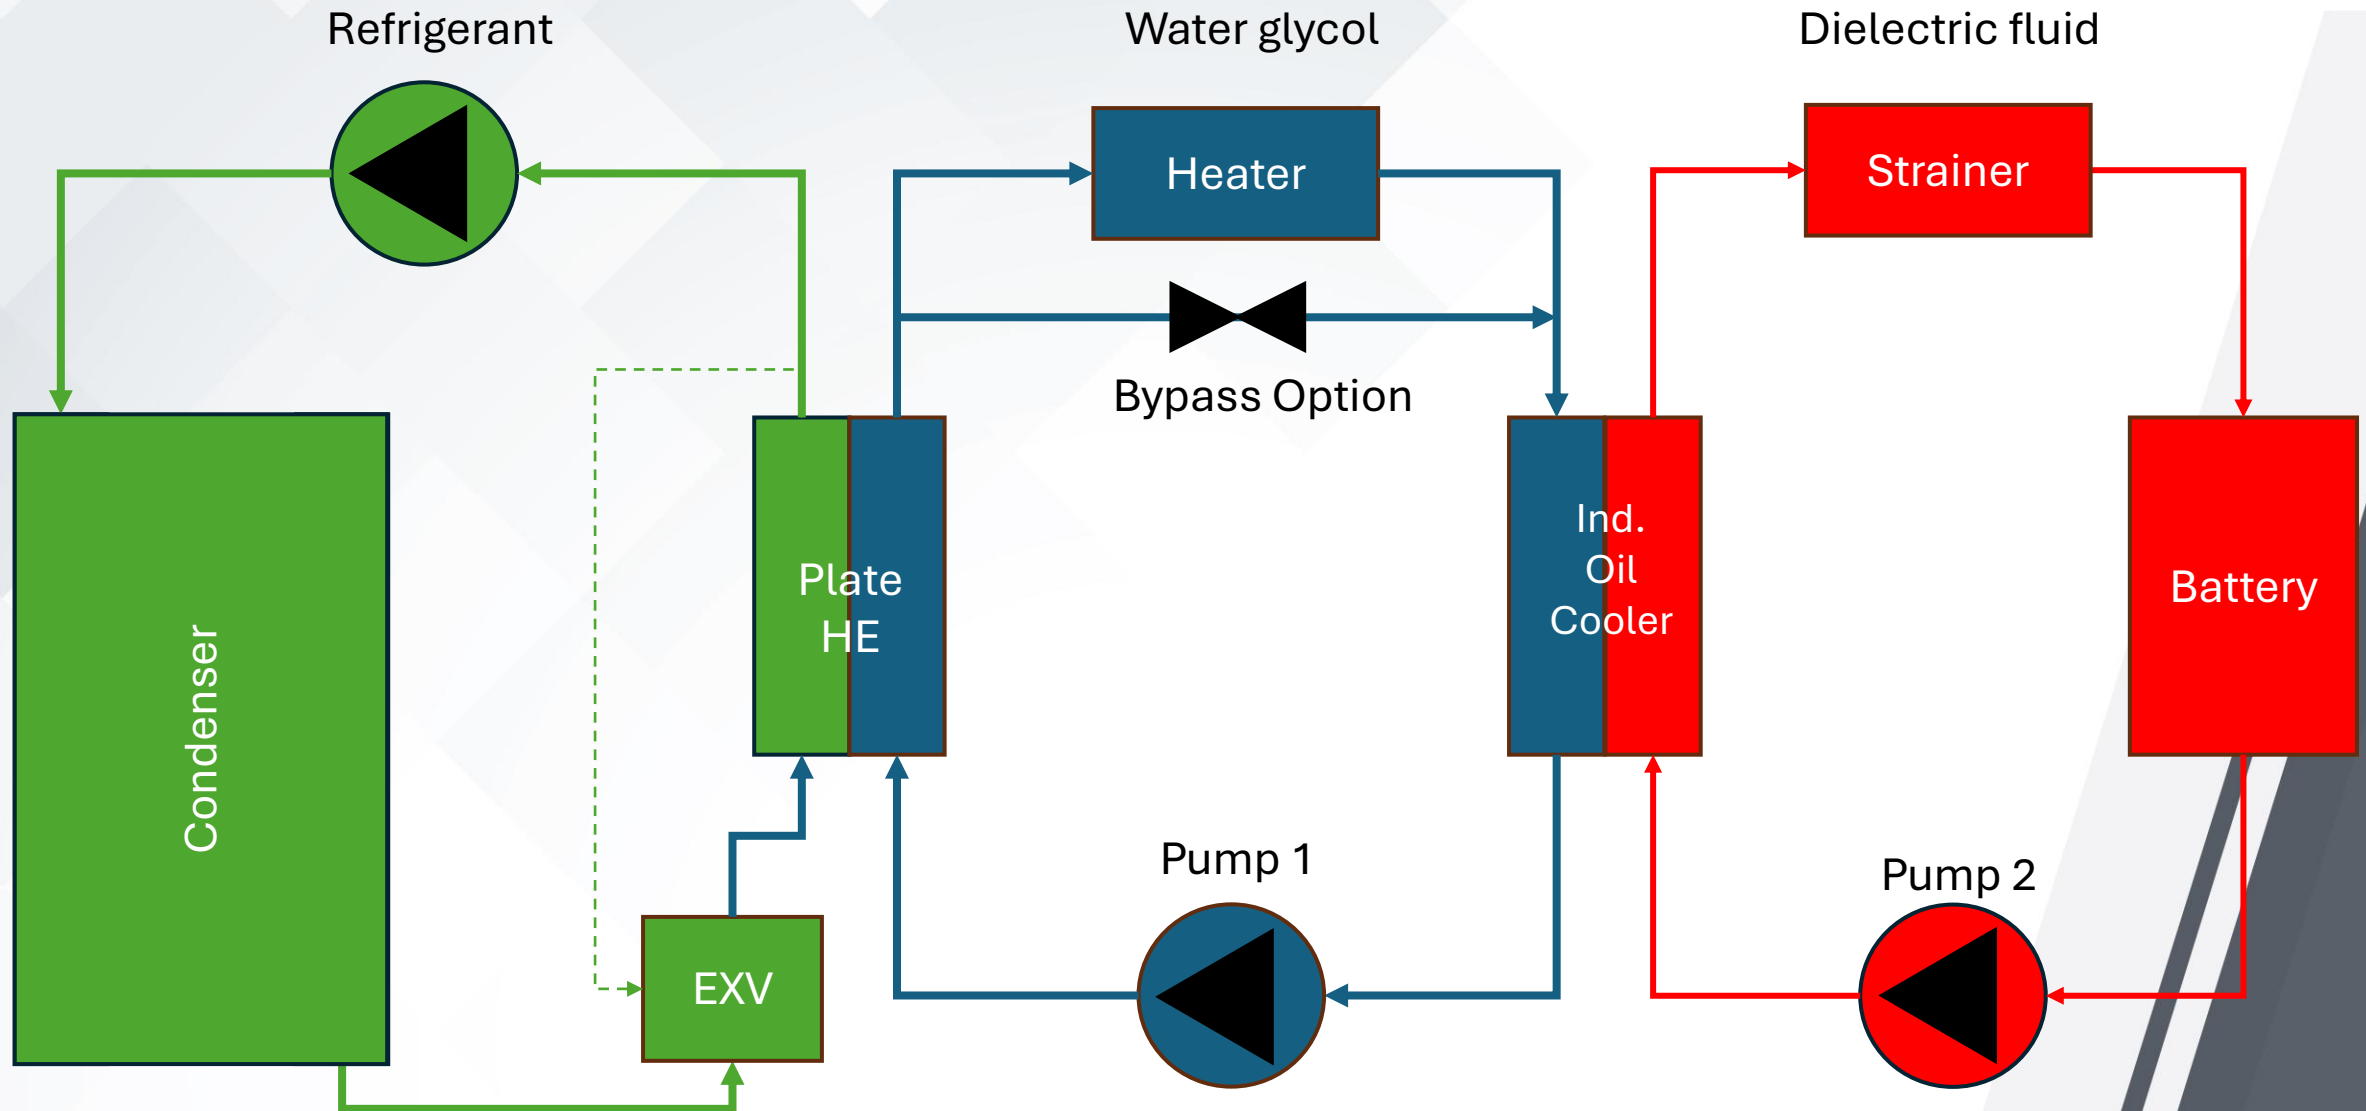 Refrigerant
Water glycol
Dielectric fluid
Heater
Strainer
Bypass Option
Condenser
Plate
HE
Ind.
Oil
Cooler
Battery
EXV
Pump 1
Pump 2